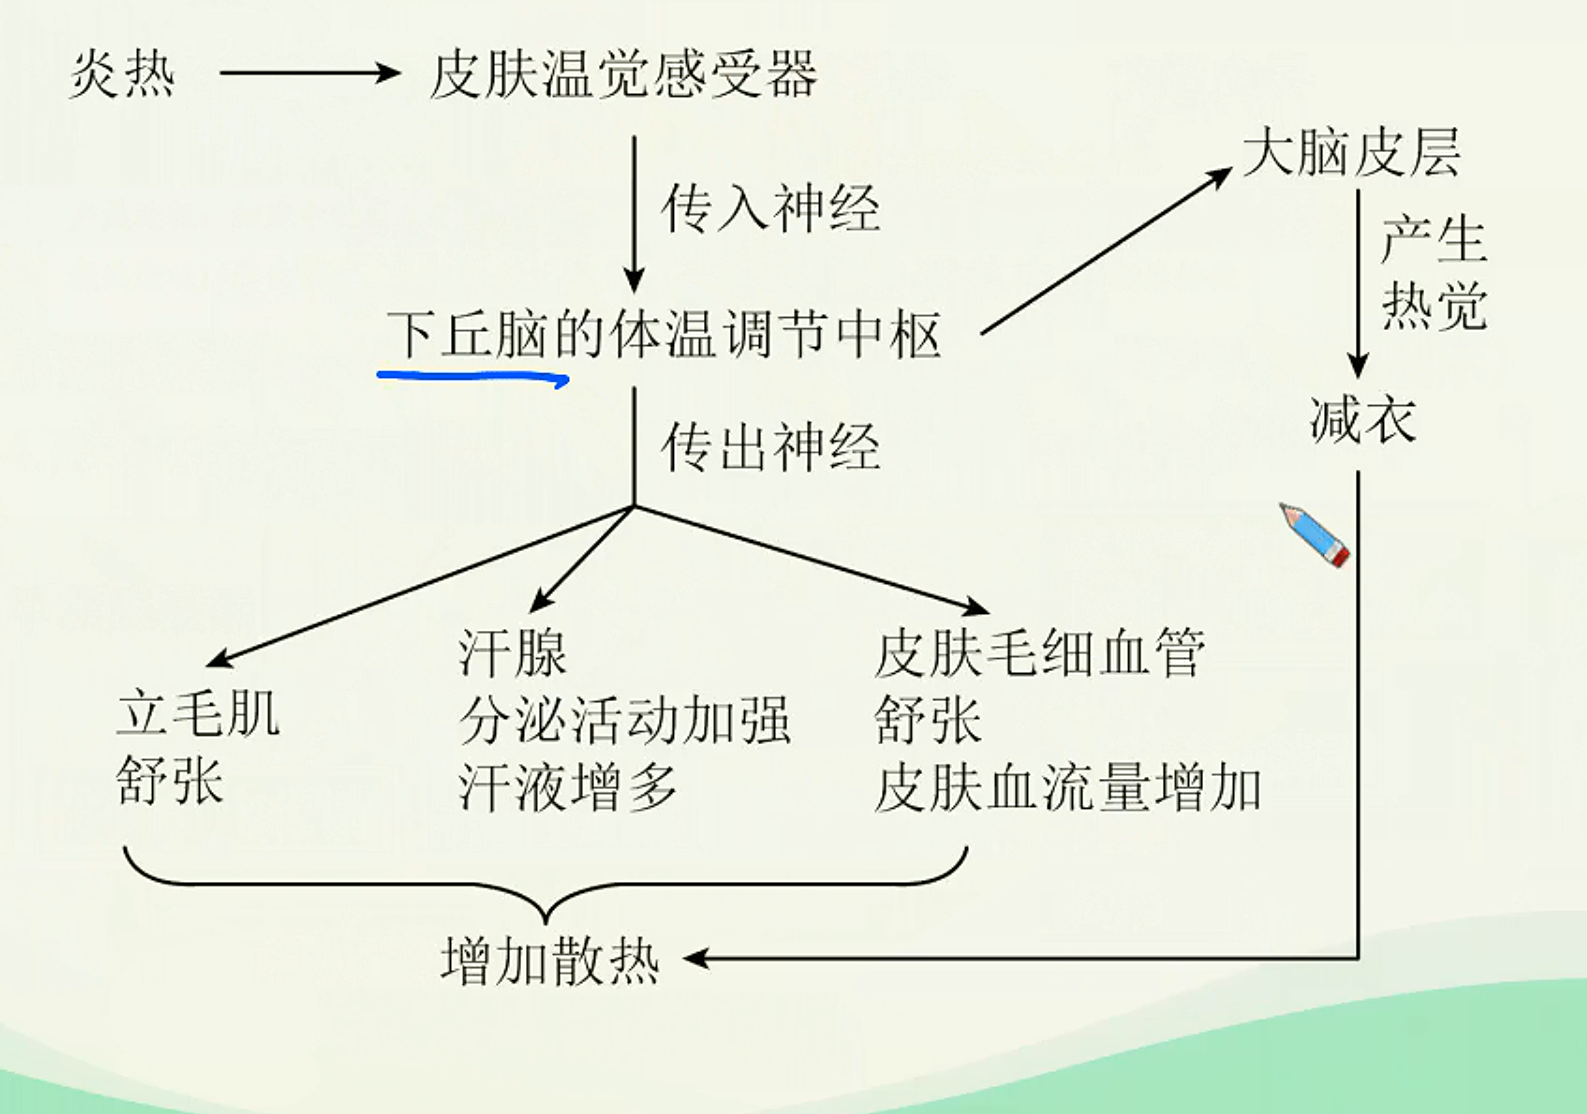 炎热
皮肤温觉感受器
传入神经
大脑皮层
产生
热觉
下丘脑的体温调节中枢
减衣
传出神经
立毛肌
舒张
汗腺
分泌活动加强
汗液增多
皮肤毛细血管
舒张
皮肤血流量增加
增加散热